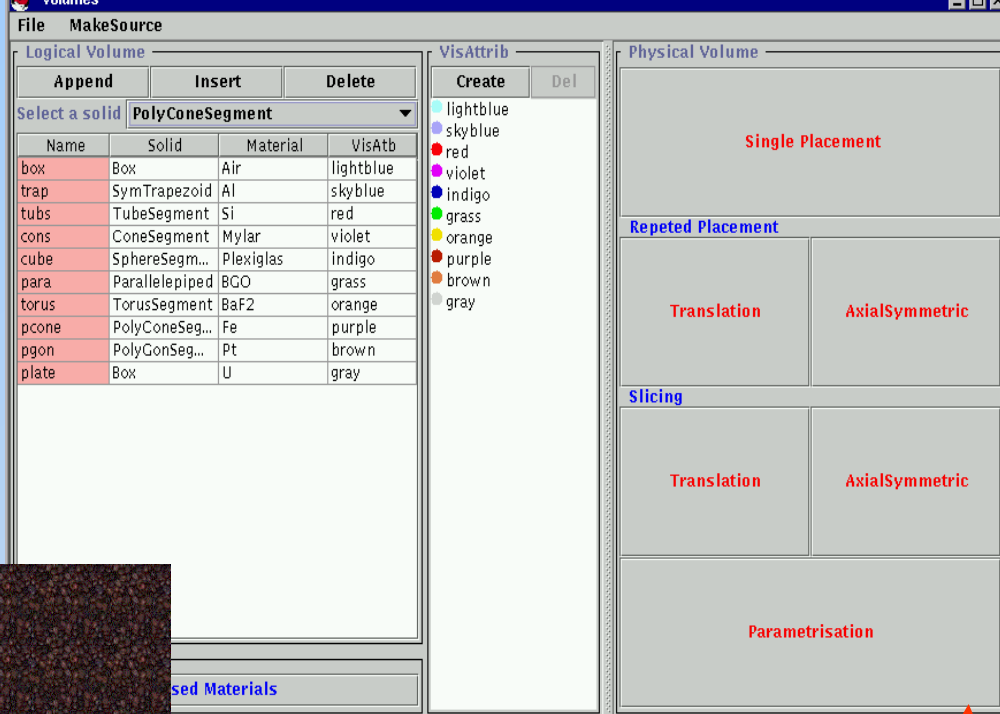 Volumes
File MakeSource
Logical Volume
Append Insert Delete
Select a solid PolyConeSegment
Name Solid Material VisAtb
box Box Air lightblue
trap SymTrapezoid Al skyblue
tubs TubeSegment Si red
cons ConeSegment Mylar violet
cube SphereSegm... Plexiglas indigo
para Parallelepiped BGO grass
torus TorusSegment BaF2 orange
pcone PolyConeSeg... Fe purple
pgon PolyGonSeg... Pt brown
plate Box U gray
sed Materials
VisAttrib
Create Del
lightblue
skyblue
red
violet
indigo
grass
orange
purple
brown
gray
Physical Volume
Single Placement
Repeted Placement
Translation AxialSymmetric
Slicing
Translation AxialSymmetric
Parametrisation